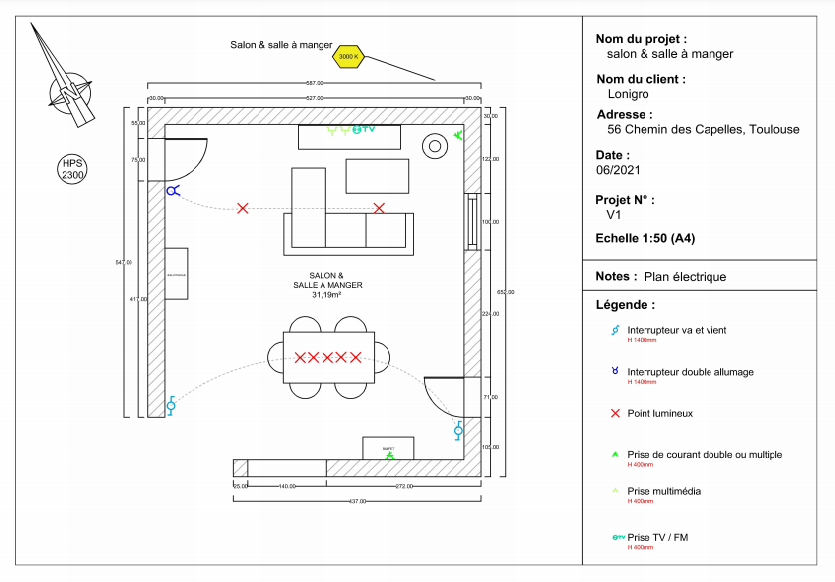 Salon & salle à manger
3000 K
587.00
30.00
527.00
30.00
HPS
2300
55.00
75.00
547.00
417.00
30.00
122.00
100.00
652.00
224.00
71.00
TV
SALON &
SALLE à MANGER
31,19m²
BUFFET
25.00
140.00
272.00
437.00
Nom du projet :
salon & salle à manger
Nom du client :
Lonigro
Adresse :
56 Chemin des Capelles, Toulouse
Date :
06/2021
Projet N° :
V1
Echelle 1:50 (A4)
Notes : Plan électrique
Légende :
Interrupteur va et vient
H 1400mm
Interrupteur double allumage
H 1400mm
Point lumineux
Prise de courant double ou multiple
H 400mm
Prise multimédia
H 400mm
TV Prise TV / FM
H 400mm